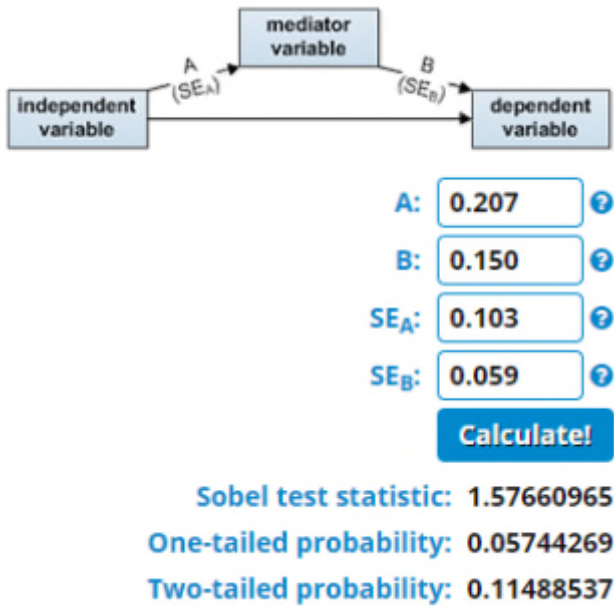 mediator
variable
A
(SEA)
B
(SEB)
independent
variable
dependent
variable
A: 0.207 ?
B: 0.150 ?
SEA: 0.103 ?
SEB: 0.059 ?
Calculate!
Sobel test statistic: 1.57660965
One-tailed probability: 0.05744269
Two-tailed probability: 0.11488537